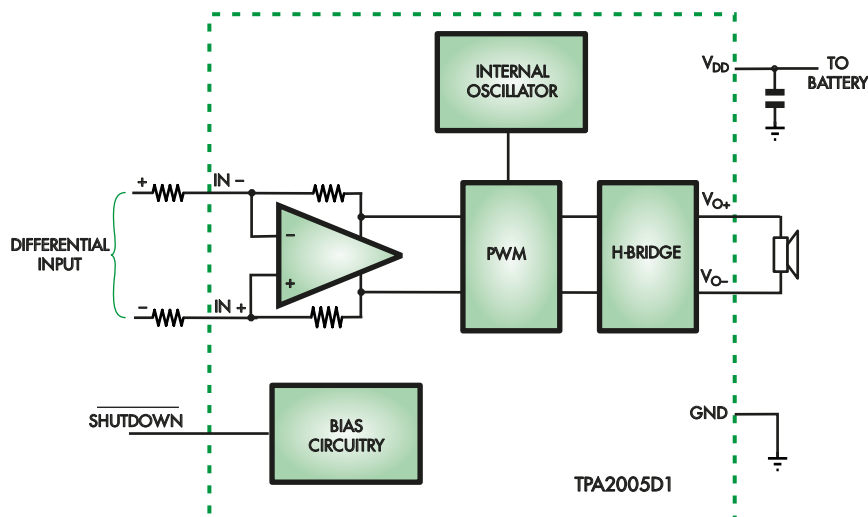 INTERNAL
OSCILLATOR
VDD
TO
BATTERY
+
IN –
DIFFERENTIAL
INPUT
–
+
PWM
H-BRIDGE
VO+
VO–
–
IN +
SHUTDOWN
BIAS
CIRCUITRY
GND
TPA2005D1